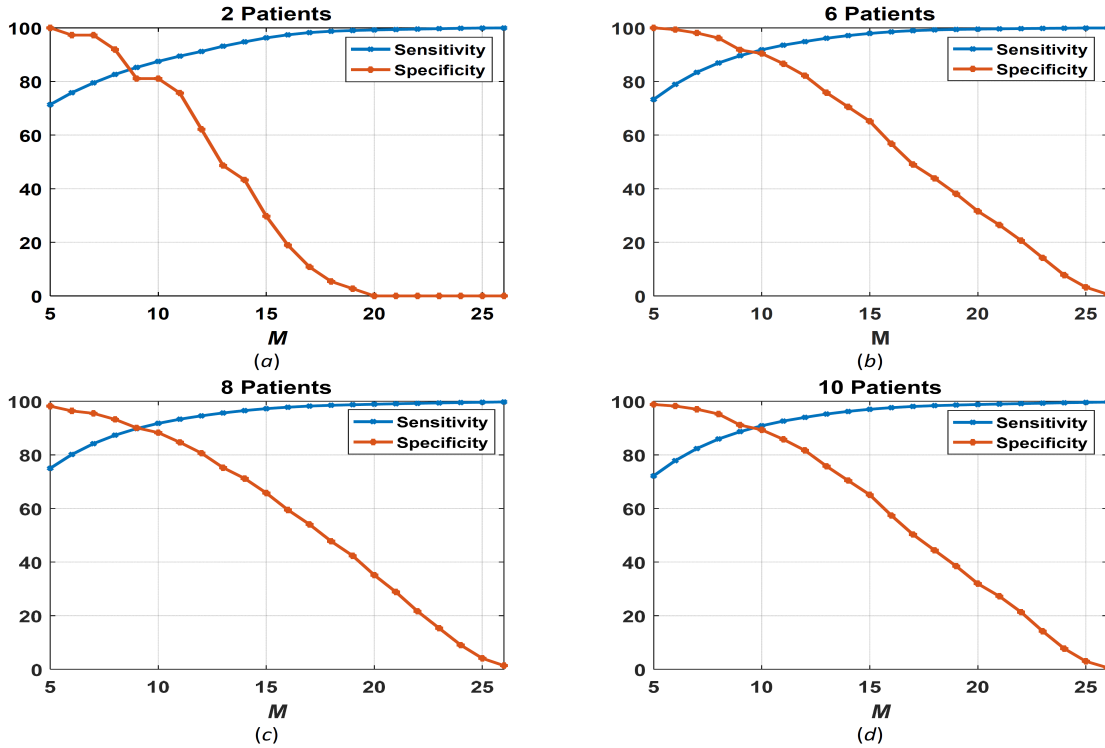 2 Patients
100
80
60
40
20
0
Sensitivity
Specificity
5 10 15 20 25
M
(a)
6 Patients
100
80
60
40
20
0
Sensitivity
Specificity
5 10 15 20 25
M
(b)
8 Patients
100
80
60
40
20
0
Sensitivity
Specificity
5 10 15 20 25
M
(c)
10 Patients
100
80
60
40
20
0
Sensitivity
Specificity
5 10 15 20 25
M
(d)